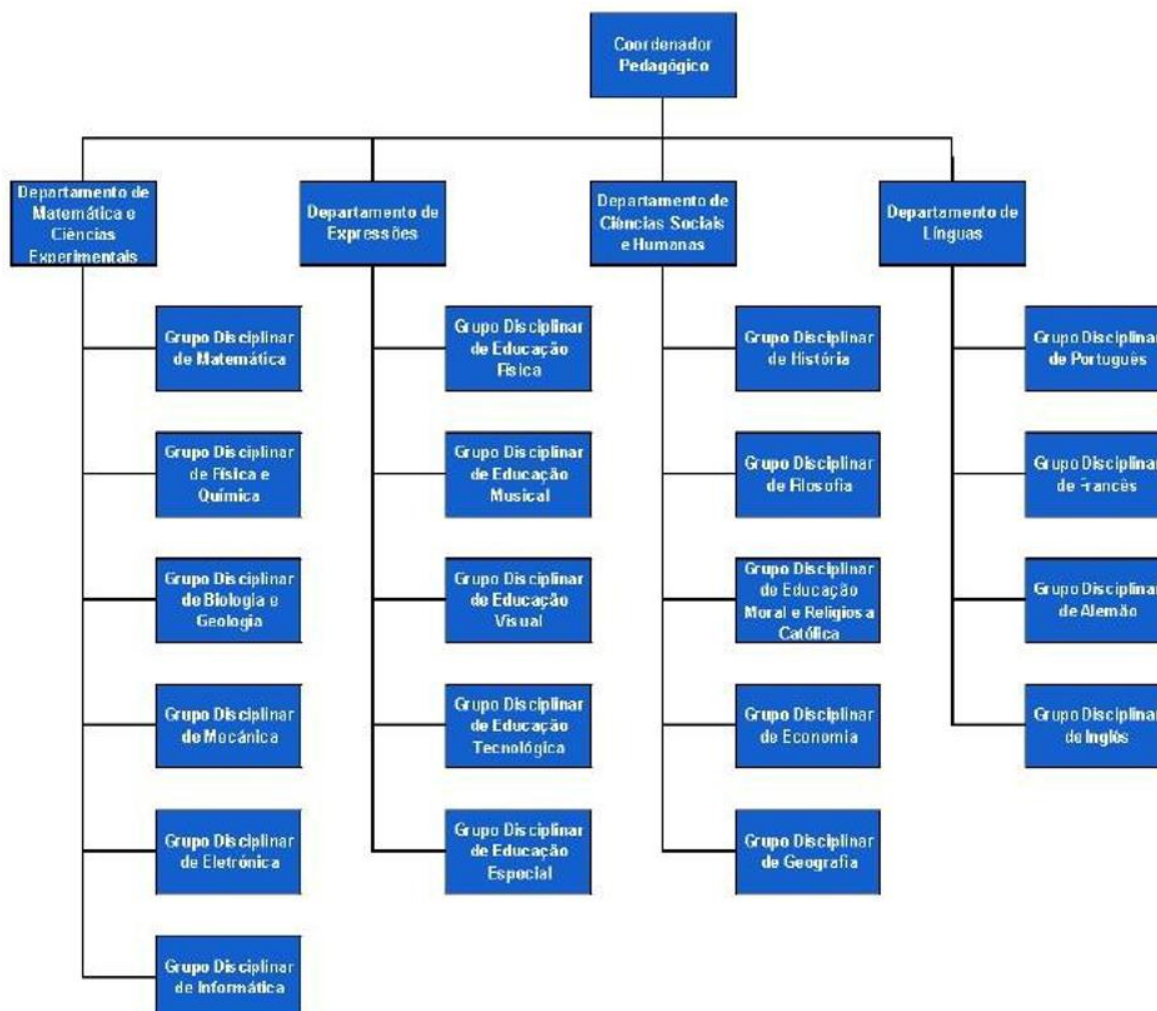 Coordenador
Pedagógico
Departamento de
Matemática e
Ciências
Experimentais
Departamento de
Expressões
Departamento de
Ciências Sociais
e Humanas
Departamento de
Línguas
Grupo Disciplinar
de Matemática
Grupo Disciplinar
de Física e
Química
Grupo Disciplinar
de Biologia e
Geologia
Grupo Disciplinar
de Mecânica
Grupo Disciplinar
de Eletrónica
Grupo Disciplinar
de Informática
Grupo Disciplinar
de Educação
Física
Grupo Disciplinar
de Educação
Musical
Grupo Disciplinar
de Educação
Visual
Grupo Disciplinar
de Educação
Tecnológica
Grupo Disciplinar
de Educação
Especial
Grupo Disciplinar
de História
Grupo Disciplinar
de Filosofia
Grupo Disciplinar
de Educação
Moral e Religiosa
Católica
Grupo Disciplinar
de Economia
Grupo Disciplinar
de Geografia
Grupo Disciplinar
de Português
Grupo Disciplinar
de Francês
Grupo Disciplinar
de Alemão
Grupo Disciplinar
de Inglês